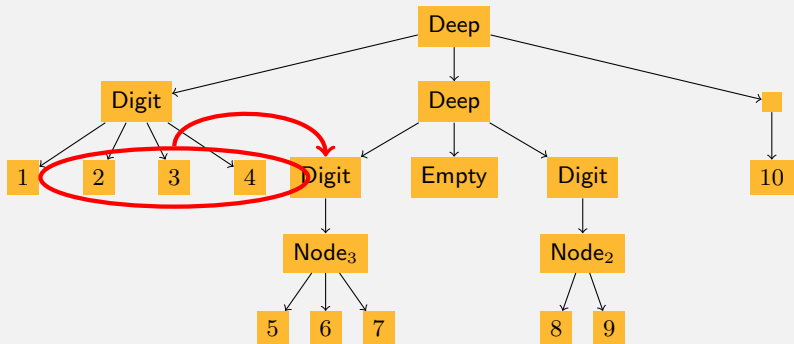 Deep
Digit Deep
1 2 3 4 Digit Empty Digit 10
Node₃ Node₂
5 6 7 8 9